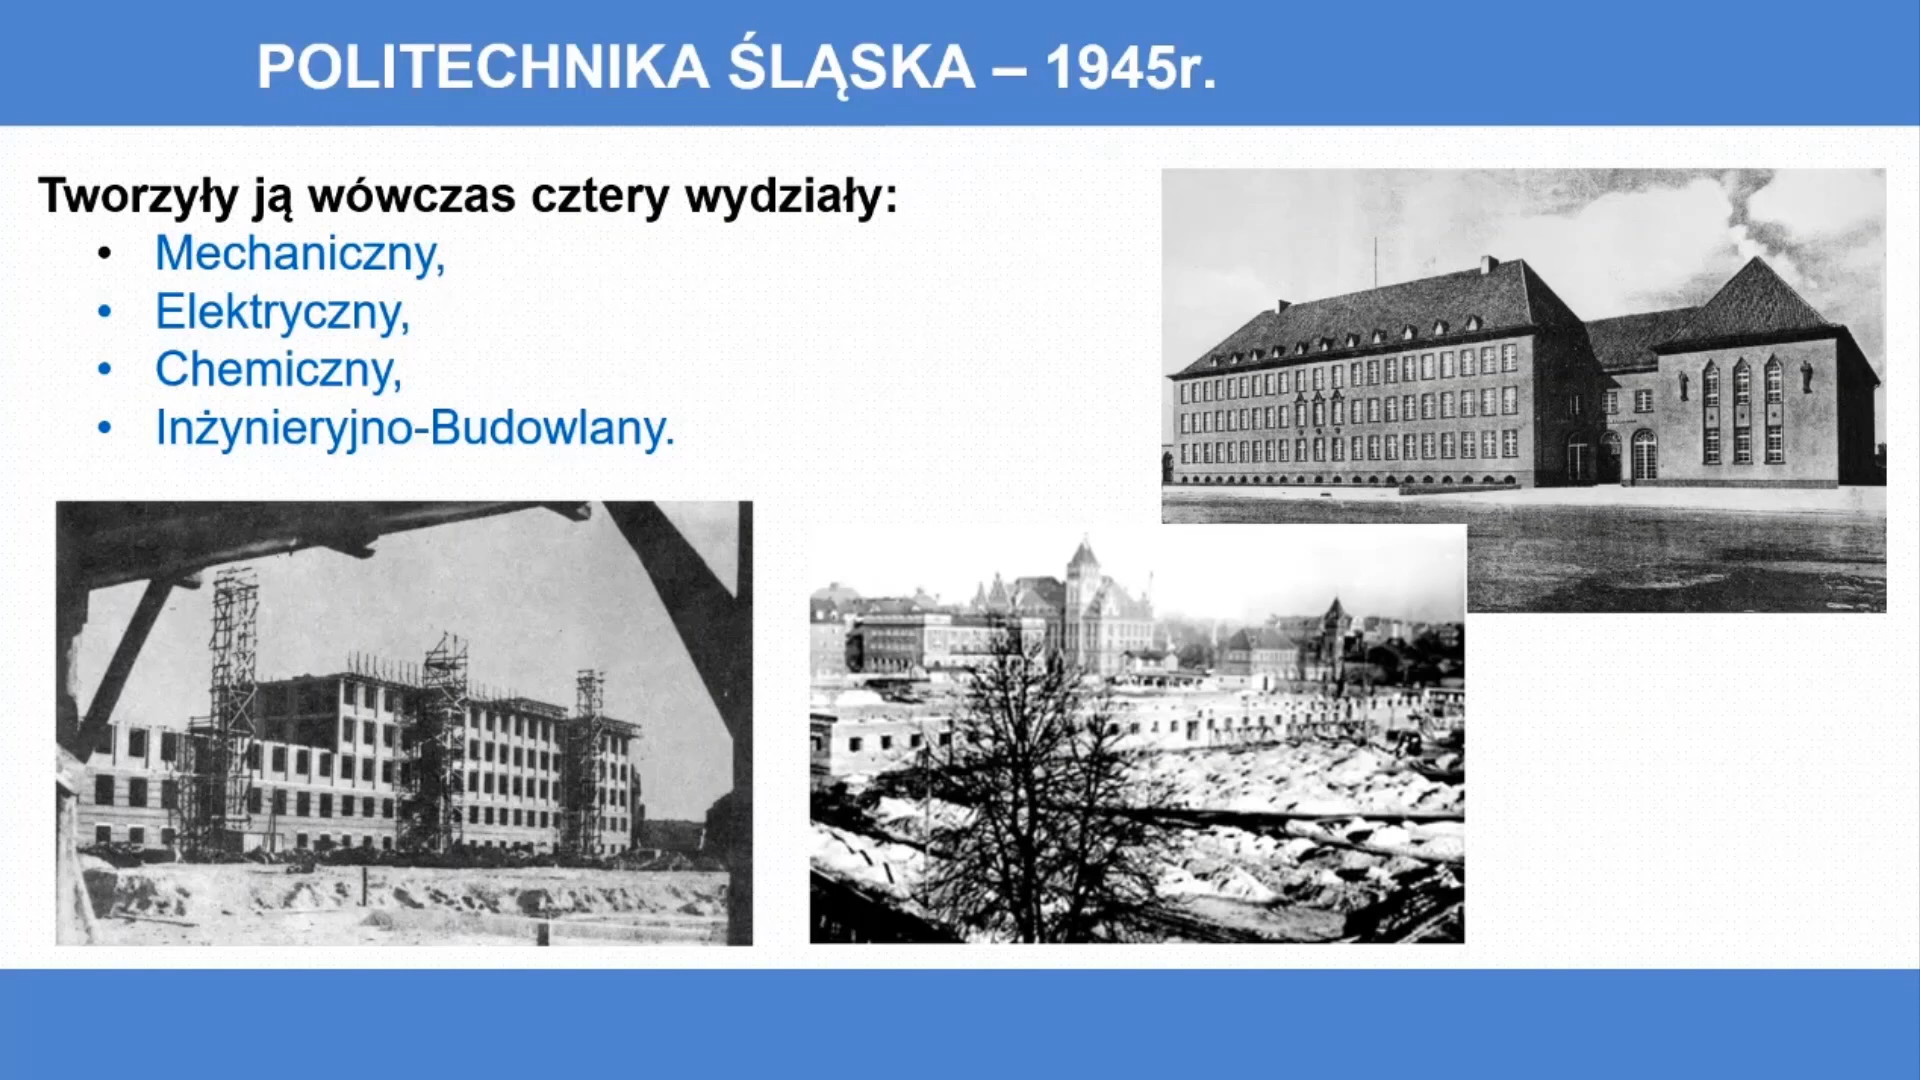 POLITECHNIKA ŚLĄSKA – 1945r.
Tworzyły ją wówczas cztery wydziały:
• Mechaniczny,
• Elektryczny,
• Chemiczny,
• Inżynieryjno-Budowlany.